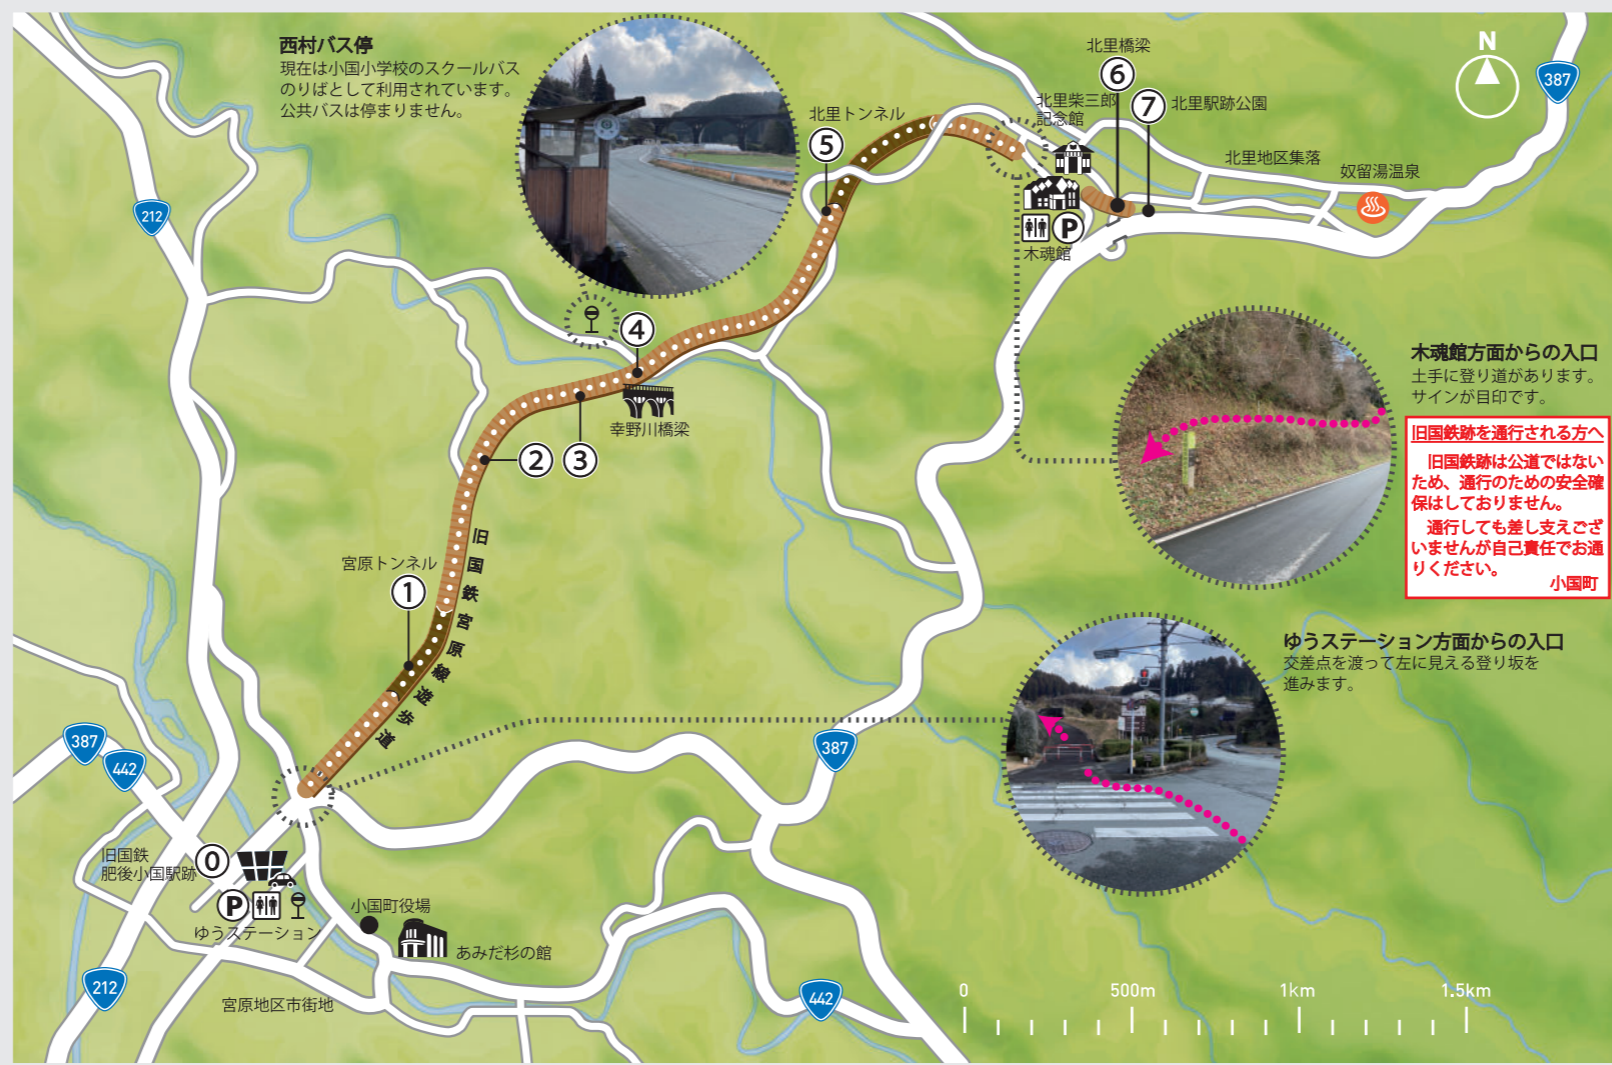 西村バス停
現在は小国小学校のスクールバス
のりばとして利用されています。
公共バスは停まりません。
北里橋梁
⑥
北里柴三郎
記念館
⑦
北里駅跡公園
N
387
北里トンネル
⑤
北里地区集落
奴留湯温泉
212
P
木魂館
④
幸野川橋梁
②
③
木魂館方面からの入口
土手に登り道があります。
サインが目印です。
旧国鉄跡を通行される方へ
旧国鉄跡は公道ではない
ため、通行のための安全確
保はしておりません。
通行しても差し支えござ
いませんが自己責任でお通
りください。
小国町
旧国鉄宮原線遊歩道
宮原トンネル
①
ゆうステーション方面からの入口
交差点を渡って左に見える登り坂を
進みます。
387
442
387
旧国鉄
肥後小国駅跡
⓪
P
ゆうステーション
小国町役場
あみだ杉の館
212
宮原地区市街地
442
0
500m
1km
1.5km